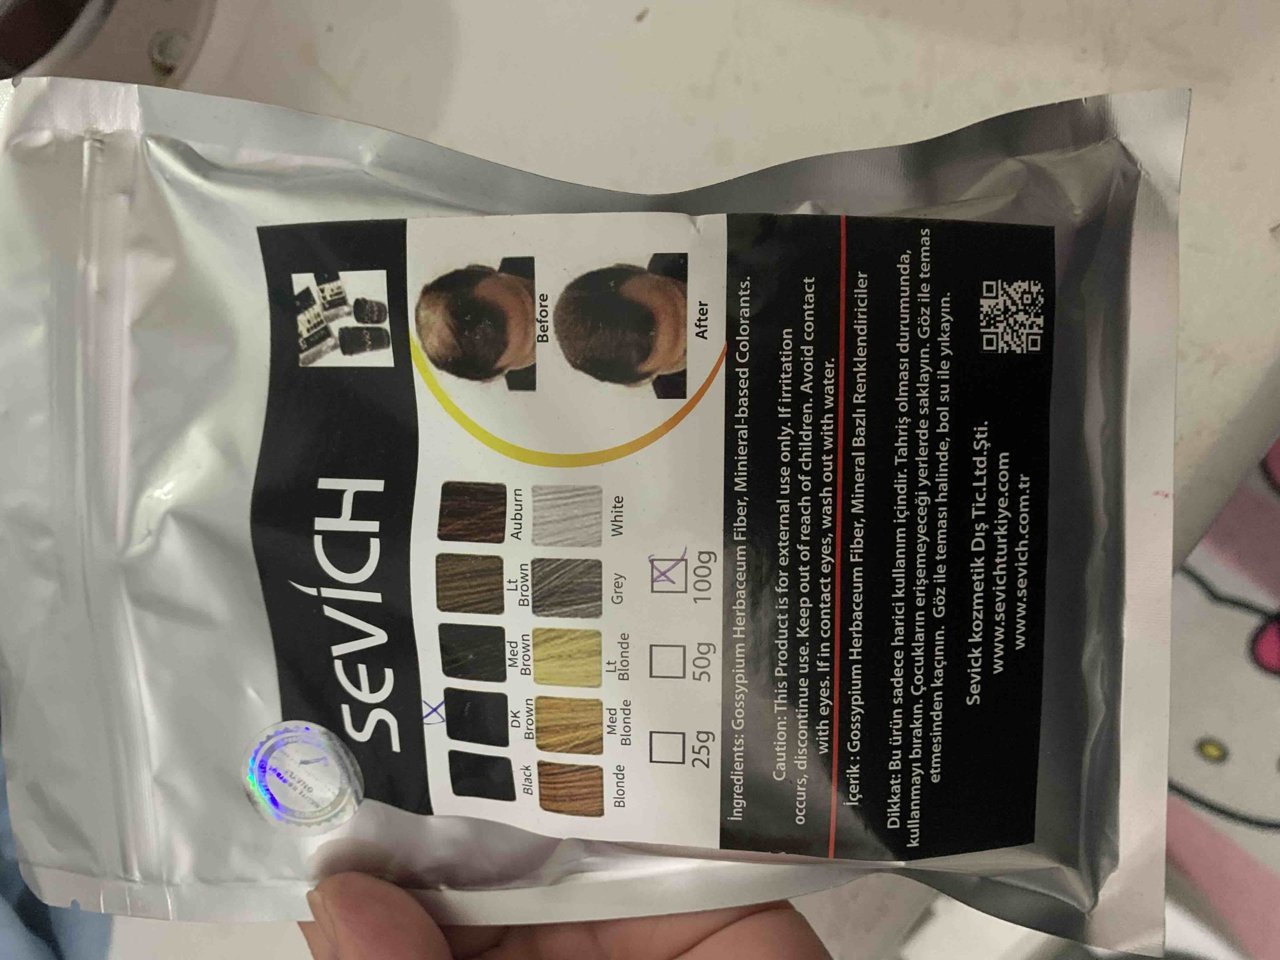 SEVİCH
Before
After
Black
DK
Brown
Med
Brown
Lt
Brown
Auburn
Blonde
Med
Blonde
Lt
Blonde
Grey
White
25g
50g
100g
İngredients: Gossypium Herbaceum Fiber, Minieral-based Colorants.
Caution: This Product is for external use only. If irritation
occurs, discontinue use. Keep out of reach of children. Avoid contact
with eyes. If in contact eyes, wash out with water.
İçerik : Gossypium Herbaceum Fiber, Mineral Bazlı Renklendiriciler
Dikkat: Bu ürün sadece harici kullanım içindir. Tahriş olması durumunda,
kullanmayı bırakın. Çocukların erişemeyeceği yerlerde saklayın. Göz ile temas
etmesinden kaçının. Göz ile teması halinde, bol su ile yıkayın.
Sevick kozmetik Dış Tic.Ltd.Şti.
www.sevichturkiye.com
www.sevich.com.tr